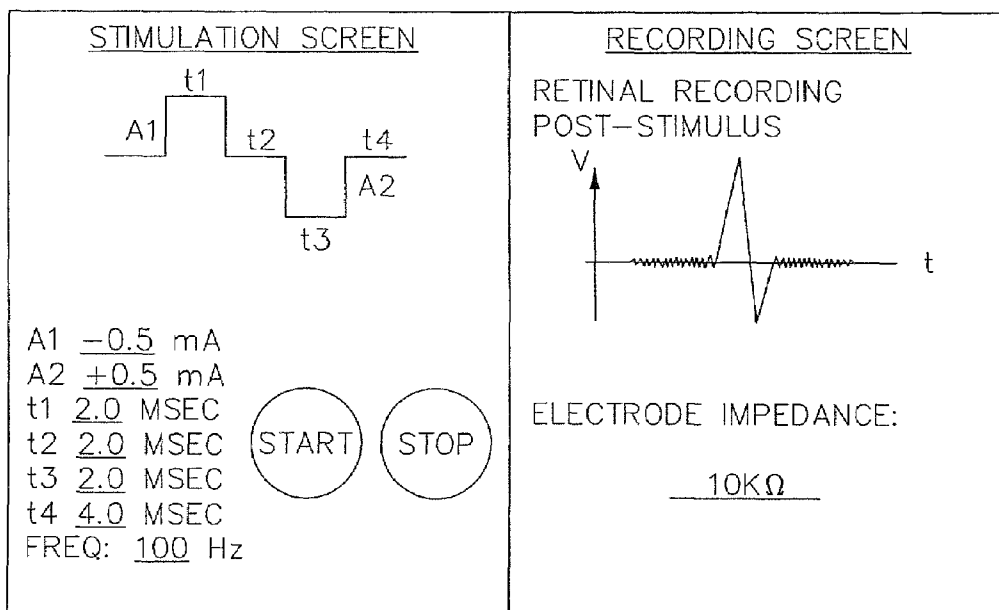 STIMULATION SCREEN
t1
A1
t2
t4
A2
t3
A1 −0.5 mA
A2 +0.5 mA
t1 2.0 MSEC
t2 2.0 MSEC
t3 2.0 MSEC
t4 4.0 MSEC
FREQ: 100 Hz
START
STOP
RECORDING SCREEN
RETINAL RECORDING
POST−STIMULUS
V
t
ELECTRODE IMPEDANCE:
10KΩ